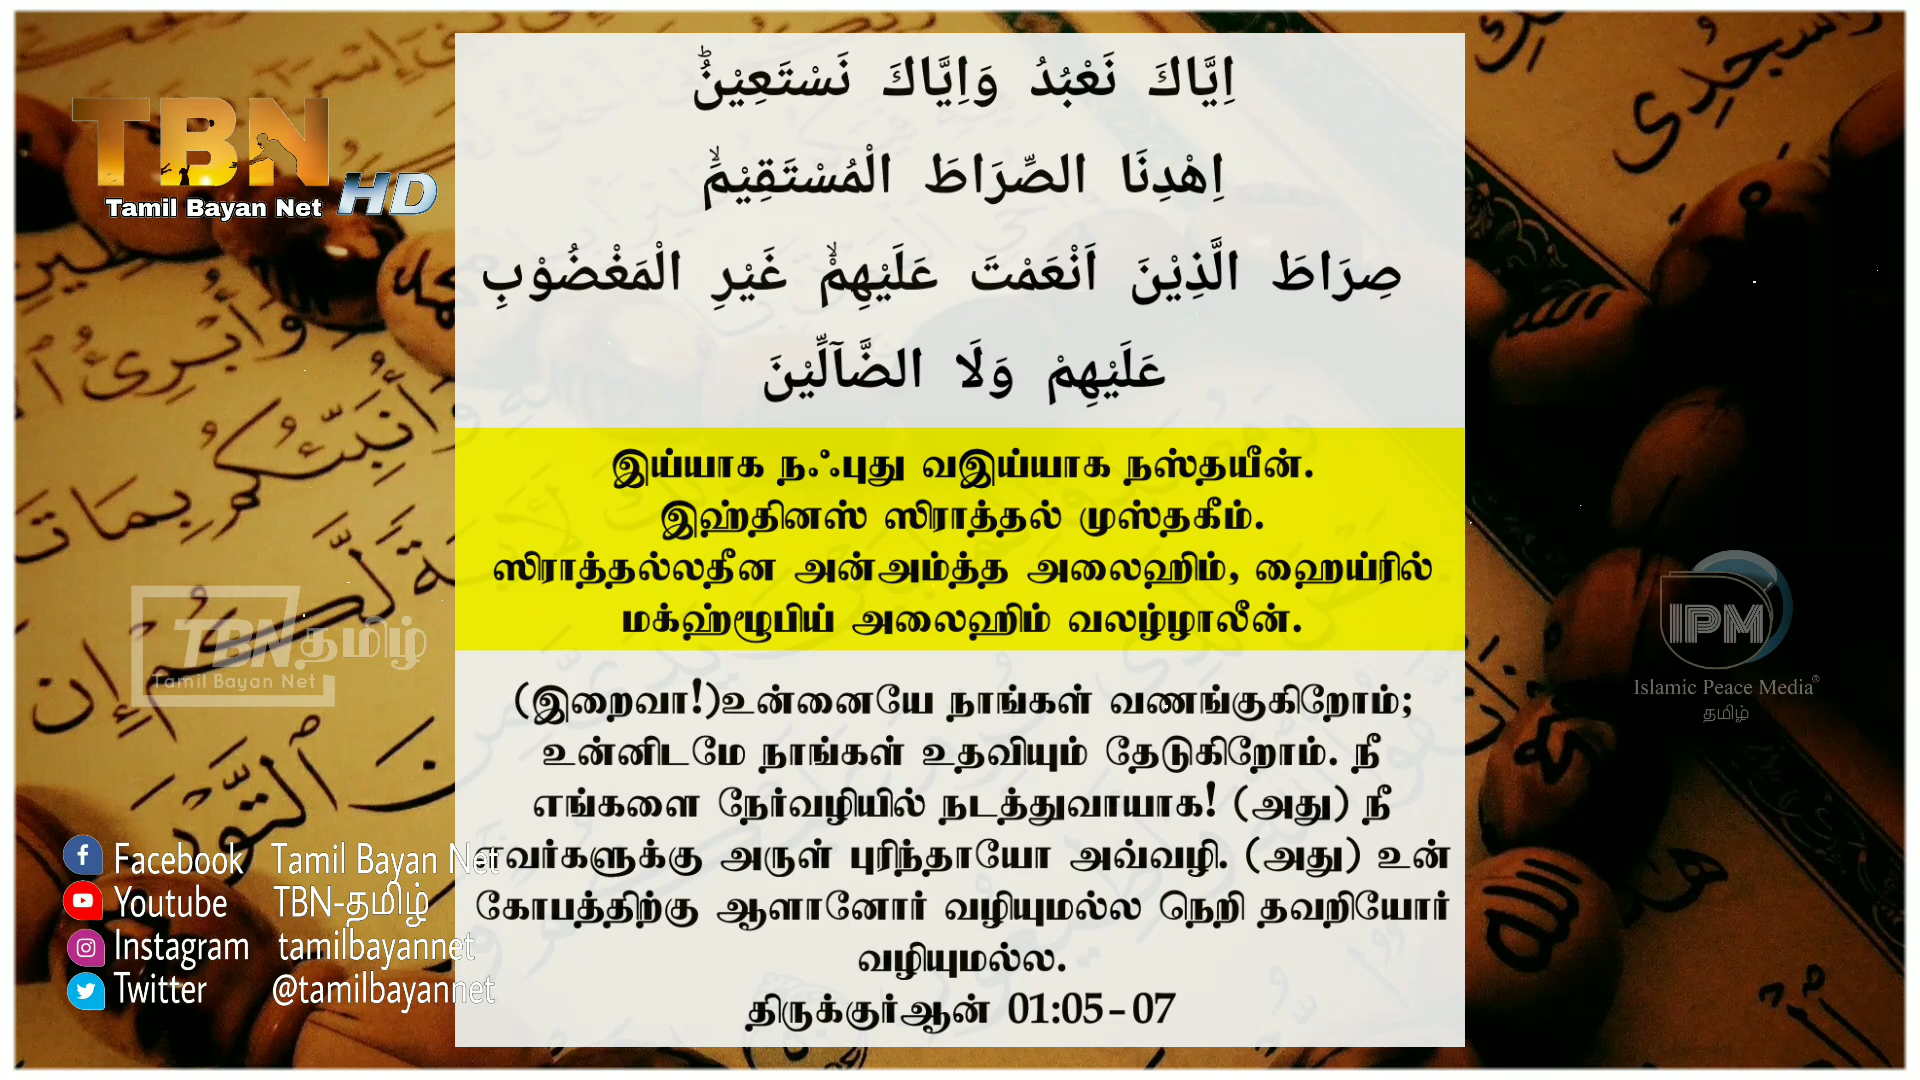 اِيَّاكَ نَعْبُدُ وَاِيَّاكَ نَسْتَعِيْنُؕ
اِهْدِنَا الصِّرَاطَ الْمُسْتَقِيْمَۙ
صِرَاطَ الَّذِيْنَ اَنْعَمْتَ عَلَيْهِمْۙ غَيْرِ الْمَغْضُوْبِ
عَلَيْهِمْ وَلَا الضَّآلِّيْنَ
இய்யாக நஃபுது வஇய்யாக நஸ்தயீன்.
இஹ்தினஸ் ஸிராத்தல் முஸ்தகீம்.
ஸிராத்தல்லதீன அன்அம்த்த அலைஹிம், ஹைய்ரில்
மக்ஹ்ழூபிய் அலைஹிம் வலழ்ழாலீன்.
(இறைவா!)உன்னையே நாங்கள் வணங்குகிறோம்;
உன்னிடமே நாங்கள் உதவியும் தேடுகிறோம். நீ
எங்களை நேர்வழியில் நடத்துவாயாக! (அது) நீ
எவர்களுக்கு அருள் புரிந்தாயோ அவ்வழி. (அது) உன்
கோபத்திற்கு ஆளானோர் வழியுமல்ல நெறி தவறியோர்
வழியுமல்ல.
திருக்குர்ஆன் 01:05-07
TBN HD
Tamil Bayan Net
TBN தமிழ்
Tamil Bayan Net
Facebook Tamil Bayan Net
Youtube TBN-தமிழ்
Instagram tamilbayannet
Twitter @tamilbayannet
IPM
Islamic Peace Media®
தமிழ்